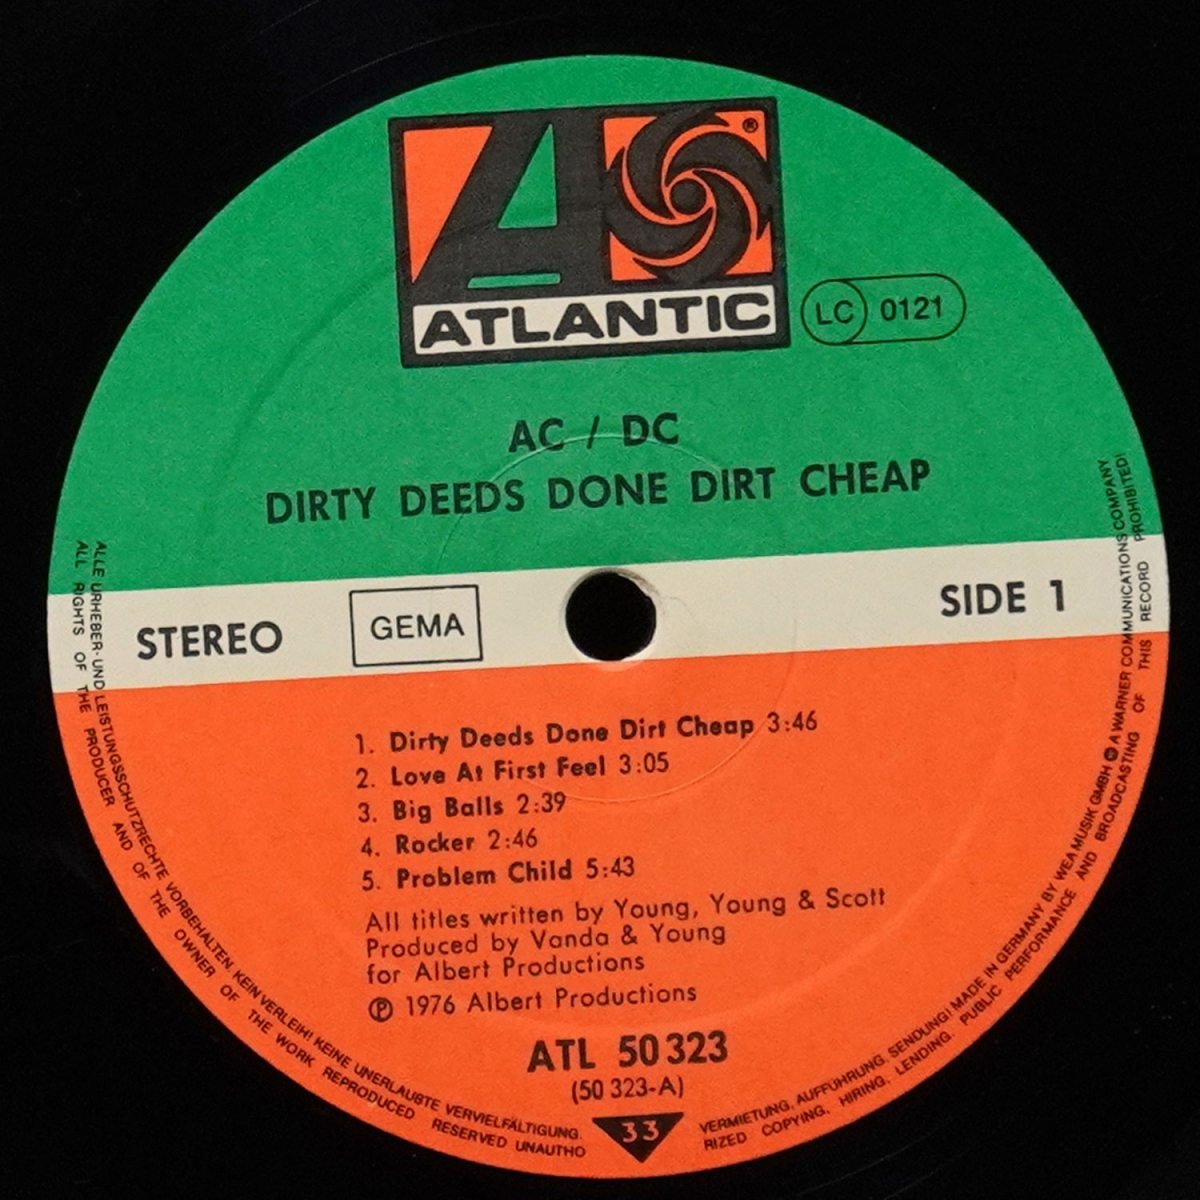 ATLANTIC
®
LC 0121
AC / DC
DIRTY DEEDS DONE DIRT CHEAP
STEREO
GEMA
SIDE 1
1. Dirty Deeds Done Dirt Cheap 3:46
2. Love At First Feel 3:05
3. Big Balls 2:39
4. Rocker 2:46
5. Problem Child 5:43
All titles written by Young, Young & Scott
Produced by Vanda & Young
for Albert Productions
℗ 1976 Albert Productions
ATL 50 323
(50 323-A)
33
ALLE URHEBER- UND LEISTUNGSSCHUTZRECHTE VORBEHALTEN. KEIN VERLEIH! KEINE UNERLAUBTE VERVIELFÄLTIGUNG. VERMIETUNG. AUFFÜHRUNG. SENDUNG! MADE IN GERMANY BY WEA MUSIK GMBH A WARNER COMMUNICATIONS COMPANY
ALL RIGHTS OF THE PRODUCER AND OF THE OWNER OF THE WORK REPRODUCED RESERVED UNAUTHO RIZED COPYING. HIRING. LENDING. PUBLIC PERFORMANCE AND BROADCASTING OF THIS RECORD PROHIBITED!